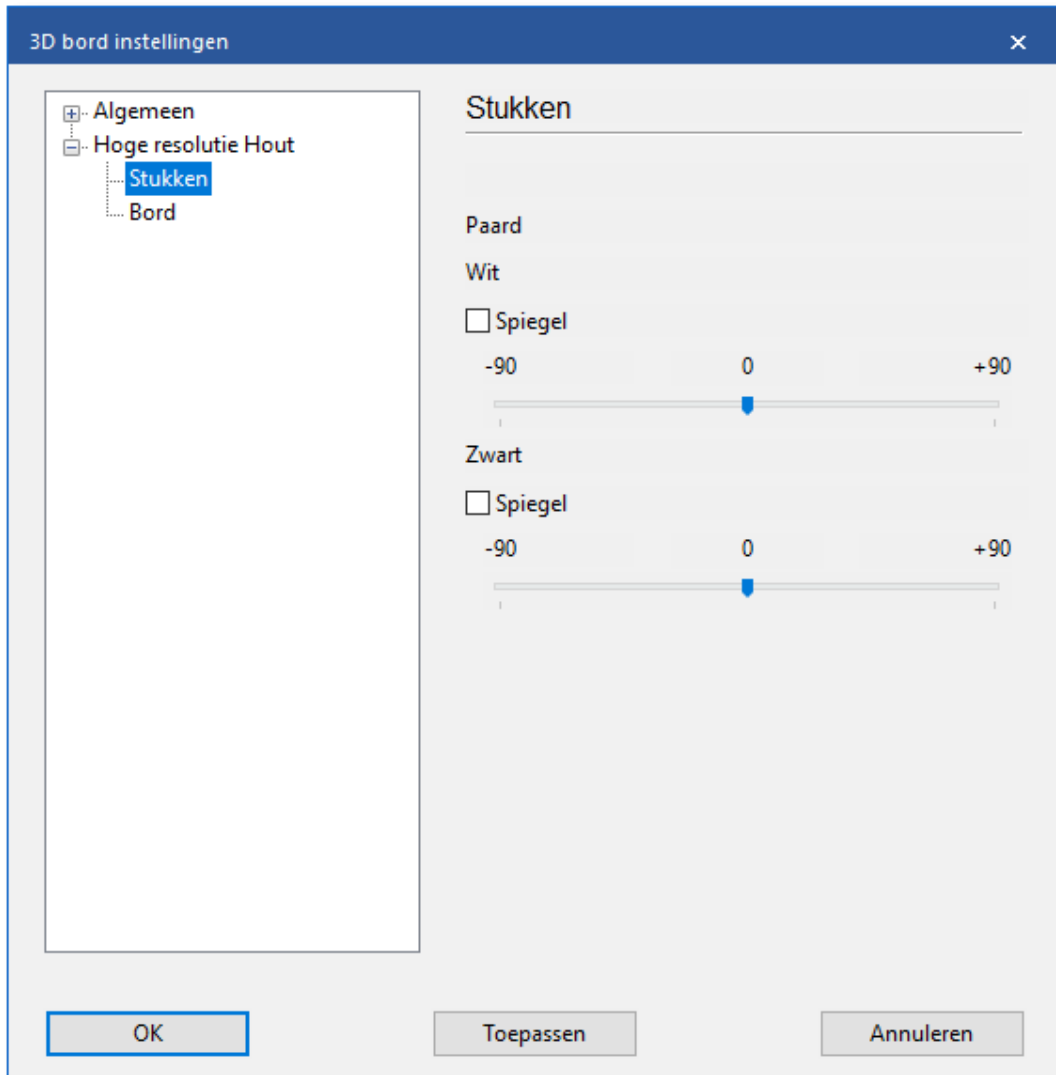 3D bord instellingen
Algemeen
Hoge resolutie Hout
Stukken
Bord
Stukken
Paard
Wit
Spiegel
-90 0 +90
Zwart
Spiegel
-90 0 +90
OK Toepassen Annuleren